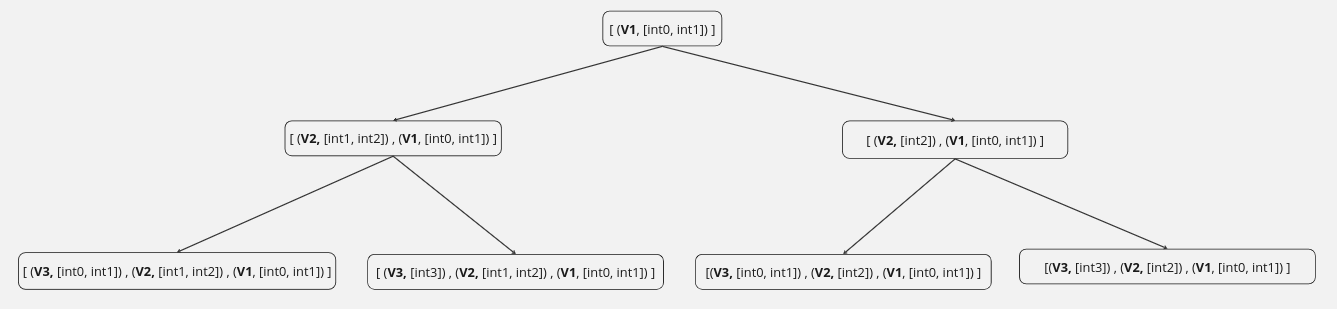 [ (V1, [int0, int1]) ]
[ (V2, [int1, int2]) , (V1, [int0, int1]) ]
[ (V2, [int2]) , (V1, [int0, int1]) ]
[ (V3, [int0, int1]) , (V2, [int1, int2]) , (V1, [int0, int1]) ]
[ (V3, [int3]) , (V2, [int1, int2]) , (V1, [int0, int1]) ]
[(V3, [int0, int1]) , (V2, [int2]) , (V1, [int0, int1]) ]
[(V3, [int3]) , (V2, [int2]) , (V1, [int0, int1]) ]